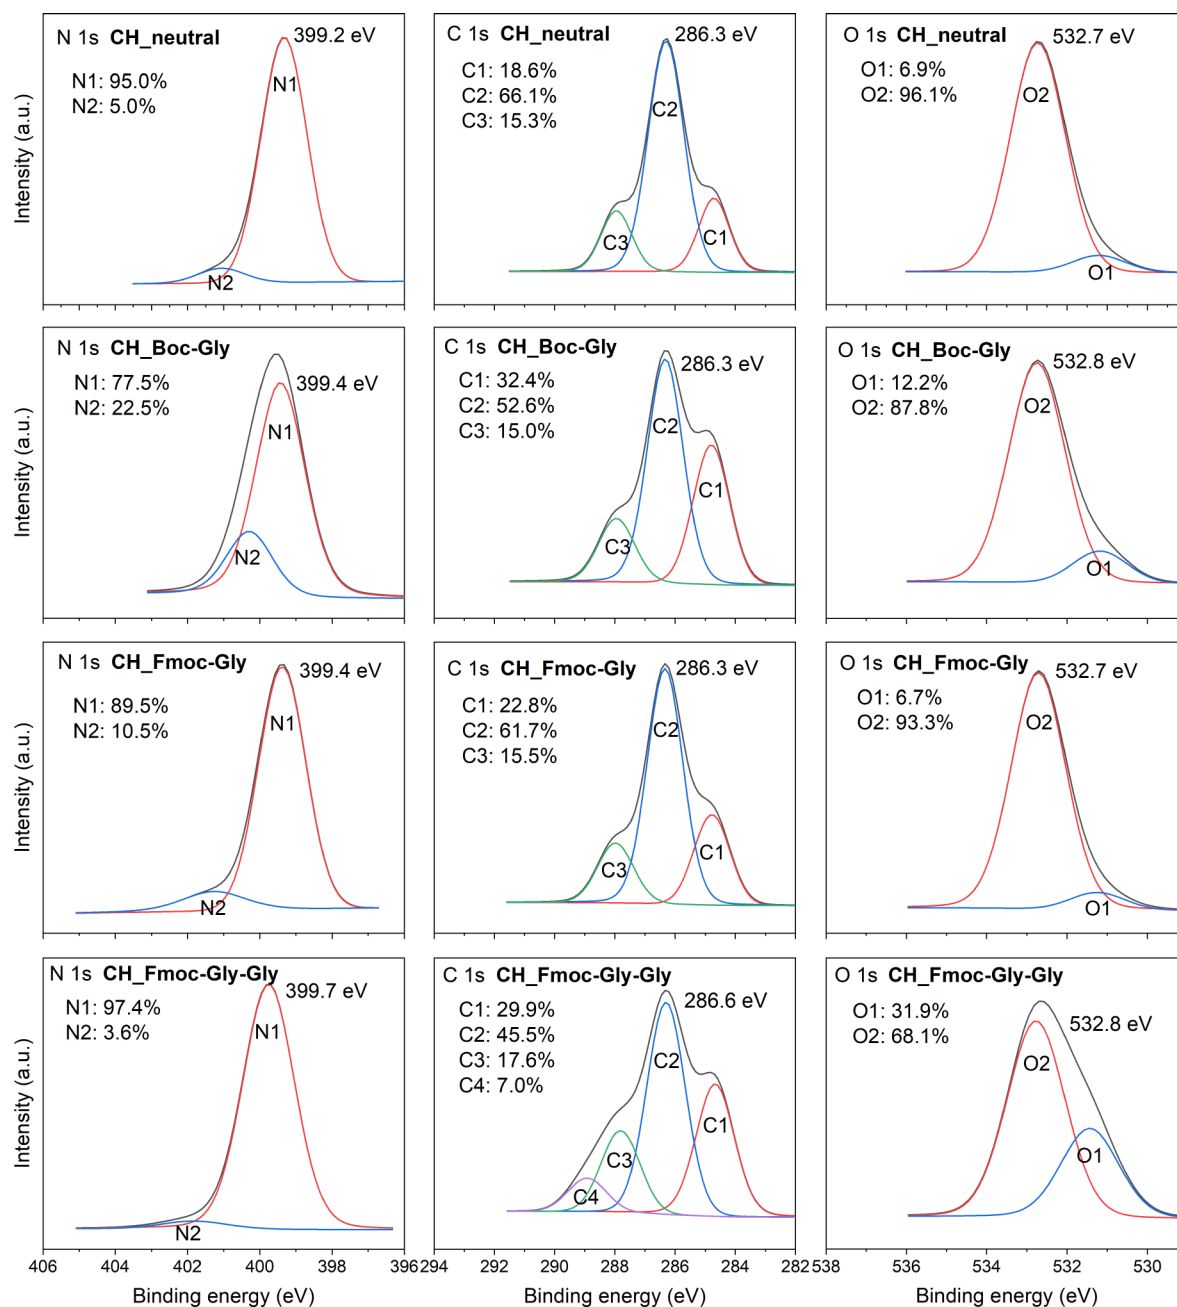 N 1s CH_neutral
399.2 eV
N1: 95.0%
N2: 5.0%
N1
N2
Intensity (a.u.)
C 1s CH_neutral
286.3 eV
C1: 18.6%
C2: 66.1%
C3: 15.3%
C2
C3
C1
O 1s CH_neutral
532.7 eV
O1: 6.9%
O2: 96.1%
O2
O1
N 1s CH_Boc-Gly
N1: 77.5%
N2: 22.5%
399.4 eV
N1
N2
Intensity (a.u.)
C 1s CH_Boc-Gly
286.3 eV
C1: 32.4%
C2: 52.6%
C3: 15.0%
C2
C1
C3
O 1s CH_Boc-Gly
532.8 eV
O1: 12.2%
O2: 87.8%
O2
O1
N 1s CH_Fmoc-Gly
399.4 eV
N1: 89.5%
N2: 10.5%
N1
N2
Intensity (a.u.)
C 1s CH_Fmoc-Gly
286.3 eV
C1: 22.8%
C2: 61.7%
C3: 15.5%
C2
C1
C3
O 1s CH_Fmoc-Gly
532.7 eV
O1: 6.7%
O2: 93.3%
O2
O1
N 1s CH_Fmoc-Gly-Gly
399.7 eV
N1: 97.4%
N2: 3.6%
N1
N2
Intensity (a.u.)
406 404 402 400 398 396
Binding energy (eV)
C 1s CH_Fmoc-Gly-Gly
286.6 eV
C1: 29.9%
C2: 45.5%
C3: 17.6%
C4: 7.0%
C2
C1
C3
C4
294 292 290 288 286 284 282
Binding energy (eV)
O 1s CH_Fmoc-Gly-Gly
O1: 31.9%
O2: 68.1%
532.8 eV
O2
O1
538 536 534 532 530
Binding energy (eV)